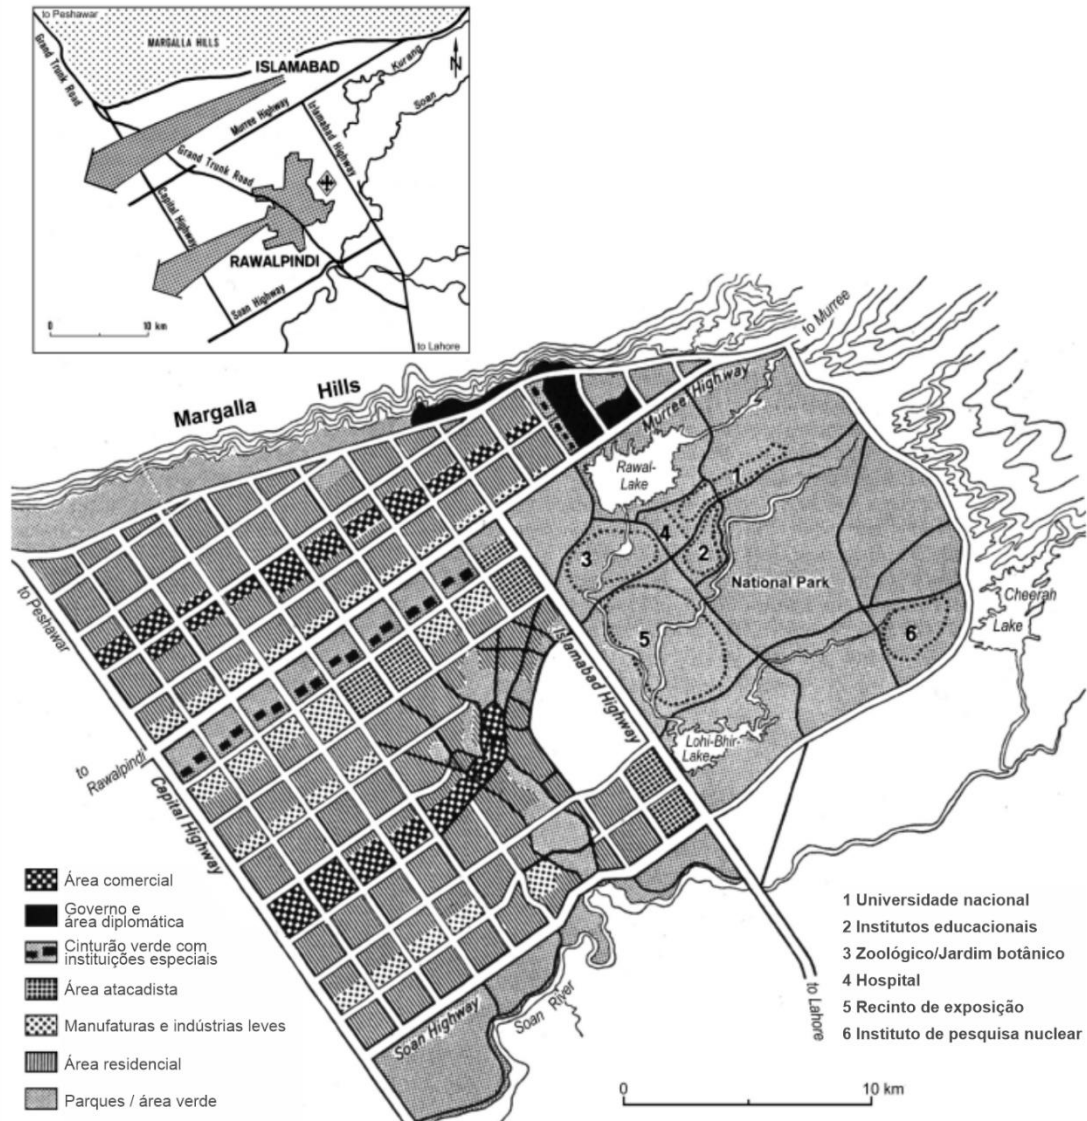 to Peshawar
MARGALLA HILLS
Grand Trunk Road
ISLAMABAD
N
Kurang
Soan
Murree Highway
Irlamabad Highway
Grand Trunk Road
Capital Highway
RAWALPINDI
Soan Highway
0 10 km
to Lahore
to Murree
Margalla Hills
Murree Highway
Rawal-
Lake
1
4
3
2
National Park
Cheerah
Lake
to Peshawar
5
6
Islamabad Highway
to
Rawalpindi
Lohi-Bhir-
Lake
Capital Highway
Soan Highway
Soan River
to Lahore
Área comercial
Governo e
área diplomática
Cinturão verde com
instituições especiais
Área atacadista
Manufaturas e indústrias leves
Área residencial
Parques / área verde
1 Universidade nacional
2 Institutos educacionais
3 Zoológico/Jardim botânico
4 Hospital
5 Recinto de exposição
6 Instituto de pesquisa nuclear
0 10 km